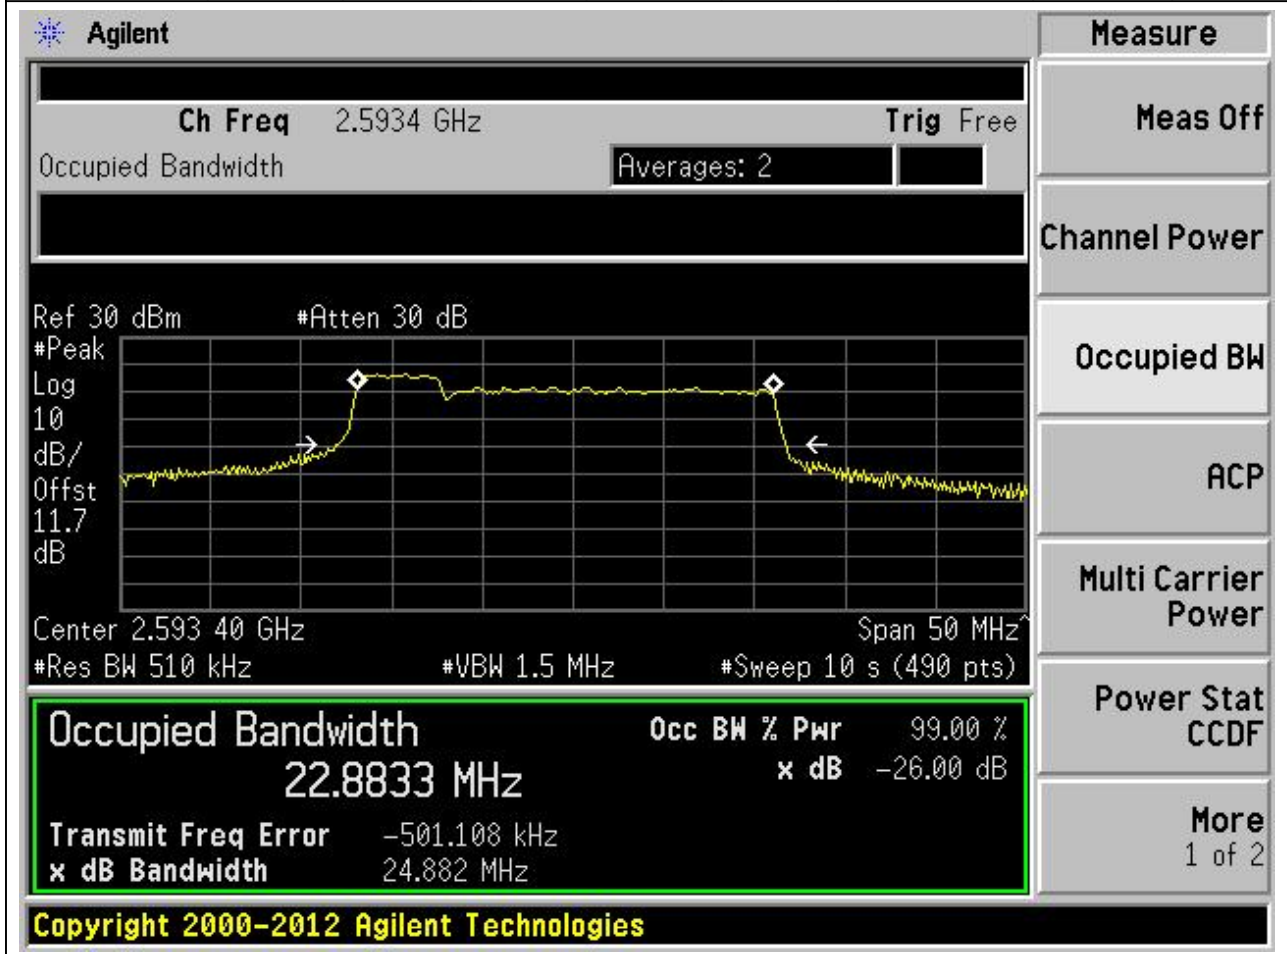 Agilent
Measure
Ch Freq 2.5934 GHz Trig Free
Occupied Bandwidth Averages: 2
Ref 30 dBm #Atten 30 dB
#Peak
Log
10
dB/
Offst
11.7
dB
Center 2.593 40 GHz Span 50 MHz^
#Res BW 510 kHz #VBW 1.5 MHz #Sweep 10 s (490 pts)
Occupied Bandwidth Occ BW % Pwr 99.00 %
22.8833 MHz x dB -26.00 dB
Transmit Freq Error -501.108 kHz
x dB Bandwidth 24.882 MHz
Copyright 2000-2012 Agilent Technologies
Meas Off
Channel Power
Occupied BW
ACP
Multi Carrier
Power
Power Stat
CCDF
More
1 of 2